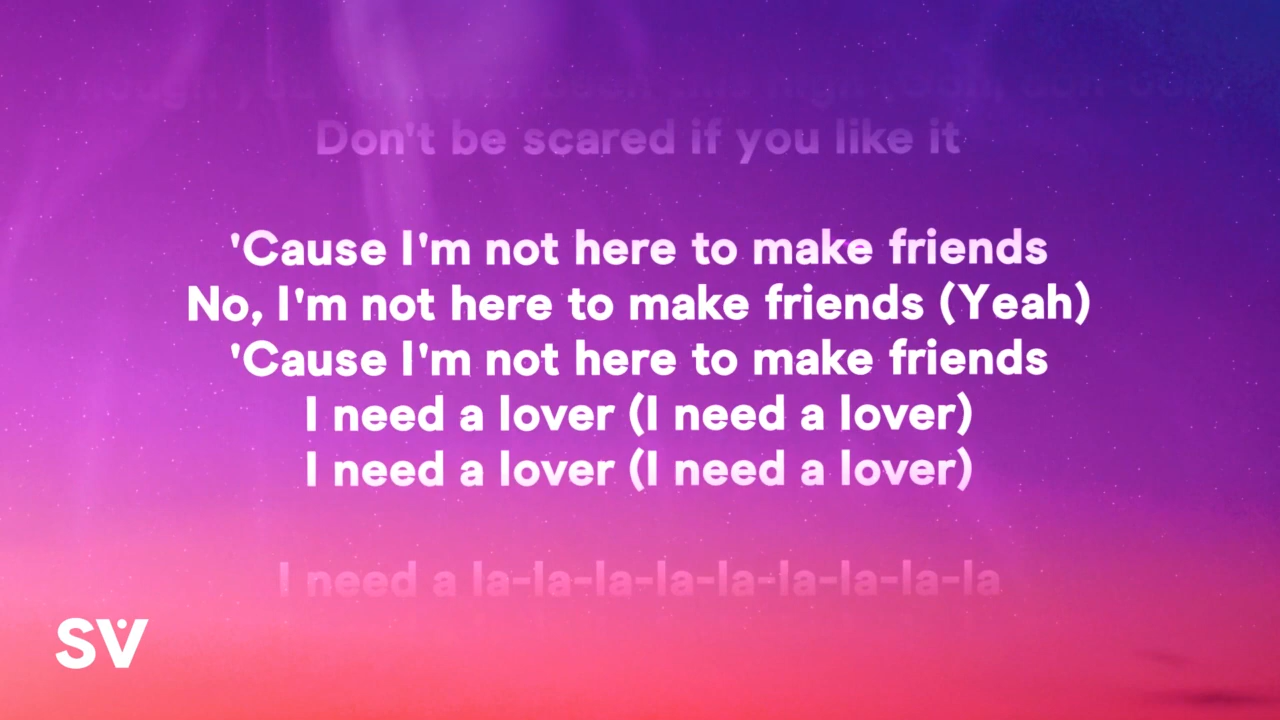 Don't be scared if you like it
'Cause I'm not here to make friends
No, I'm not here to make friends (Yeah)
'Cause I'm not here to make friends
I need a lover (I need a lover)
I need a lover (I need a lover)
I need a la-la-la-la-la-la-la-la-la
SV